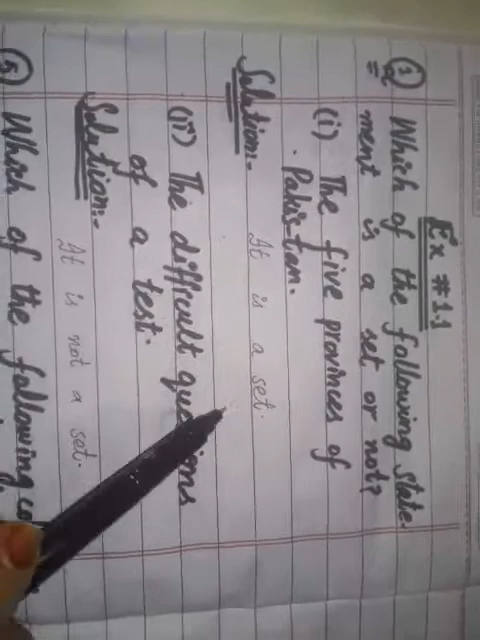 Ex # 1.1
Q1 Which of the following state-
ment is a set or not?
(i) The five provinces of
Pakistan.
Solution:-
It is a set.
(ii) The difficult questions
of a test.
Solution:-
It is not a set.
Which of the following